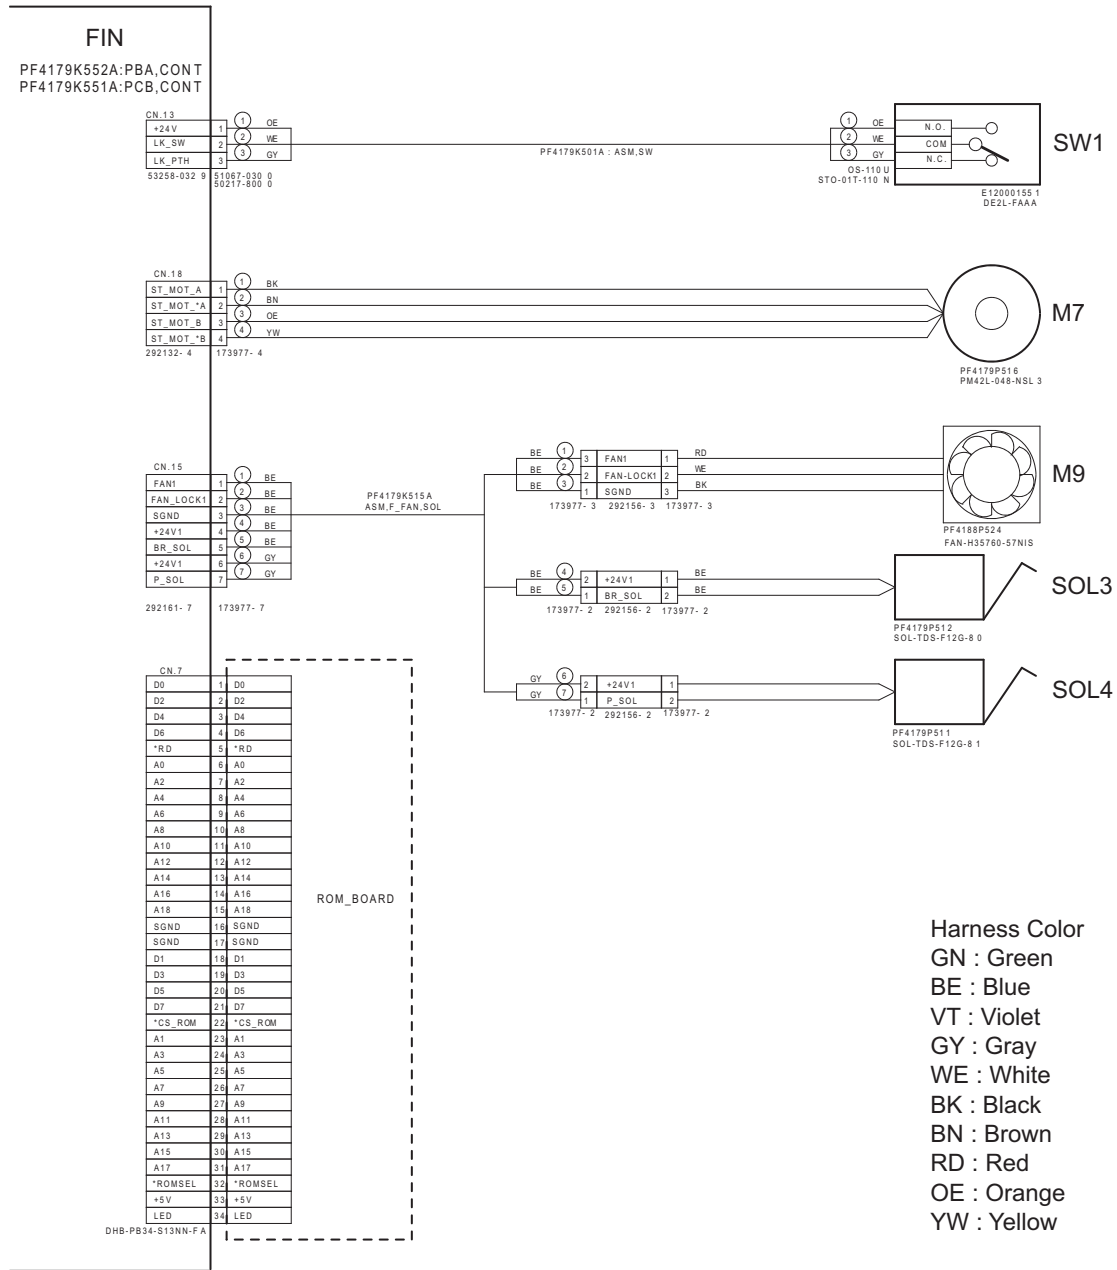 FIN
PF4179K552A:PBA,CONT
PF4179K551A:PCB,CONT
CN.13
+24V 1 1 OE
LK_SW 2 2 WE
LK_PTH 3 3 GY
53258-032 9 51067-030 0
50217-800 0
PF4179K501A : ASM,SW
1 OE N.O.
2 WE COM
3 GY N.C.
OS-110 U
STO-01T-110 N
E12000155 1
DE2L-FAAA
SW1
CN.18
ST_MOT_A 1 1 BK
ST_MOT_*A 2 2 BN
ST_MOT_B 3 3 OE
ST_MOT_*B 4 4 YW
292132- 4 173977- 4
M7
PF4179P516
PM42L-048-NSL 3
CN.15
FAN1 1 1 BE
FAN_LOCK1 2 2 BE
SGND 3 3 BE
+24V1 4 4 BE
BR_SOL 5 5 BE
+24V1 6 6 GY
P_SOL 7 7 GY
292161- 7 173977- 7
PF4179K515A
ASM,F_FAN,SOL
BE 1 3 FAN1 1 RD
BE 2 2 FAN-LOCK1 2 WE
BE 3 1 SGND 3 BK
173977- 3 292156- 3 173977- 3
M9
PF4188P524
FAN-H35760-57NIS
BE 4 2 +24V1 1 BE
BE 5 1 BR_SOL 2 BE
173977- 2 292156- 2 173977- 2
SOL3
PF4179P512
SOL-TDS-F12G-8 0
GY 6 2 +24V1 1
GY 7 1 P_SOL 2
173977- 2 292156- 2 173977- 2
SOL4
PF4179P511
SOL-TDS-F12G-8 1
CN.7
D0 1 D0
D2 2 D2
D4 3 D4
D6 4 D6
*RD 5 *RD
A0 6 A0
A2 7 A2
A4 8 A4
A6 9 A6
A8 10 A8
A10 11 A10
A12 12 A12
A14 13 A14
A16 14 A16
A18 15 A18
SGND 16 SGND
SGND 17 SGND
D1 18 D1
D3 19 D3
D5 20 D5
D7 21 D7
*CS_ROM 22 *CS_ROM
A1 23 A1
A3 24 A3
A5 25 A5
A7 26 A7
A9 27 A9
A11 28 A11
A13 29 A13
A15 30 A15
A17 31 A17
*ROMSEL 32 *ROMSEL
+5V 33 +5V
LED 34 LED
DHB-PB34-S13NN-F A
ROM_BOARD
Harness Color
GN : Green
BE : Blue
VT : Violet
GY : Gray
WE : White
BK : Black
BN : Brown
RD : Red
OE : Orange
YW : Yellow